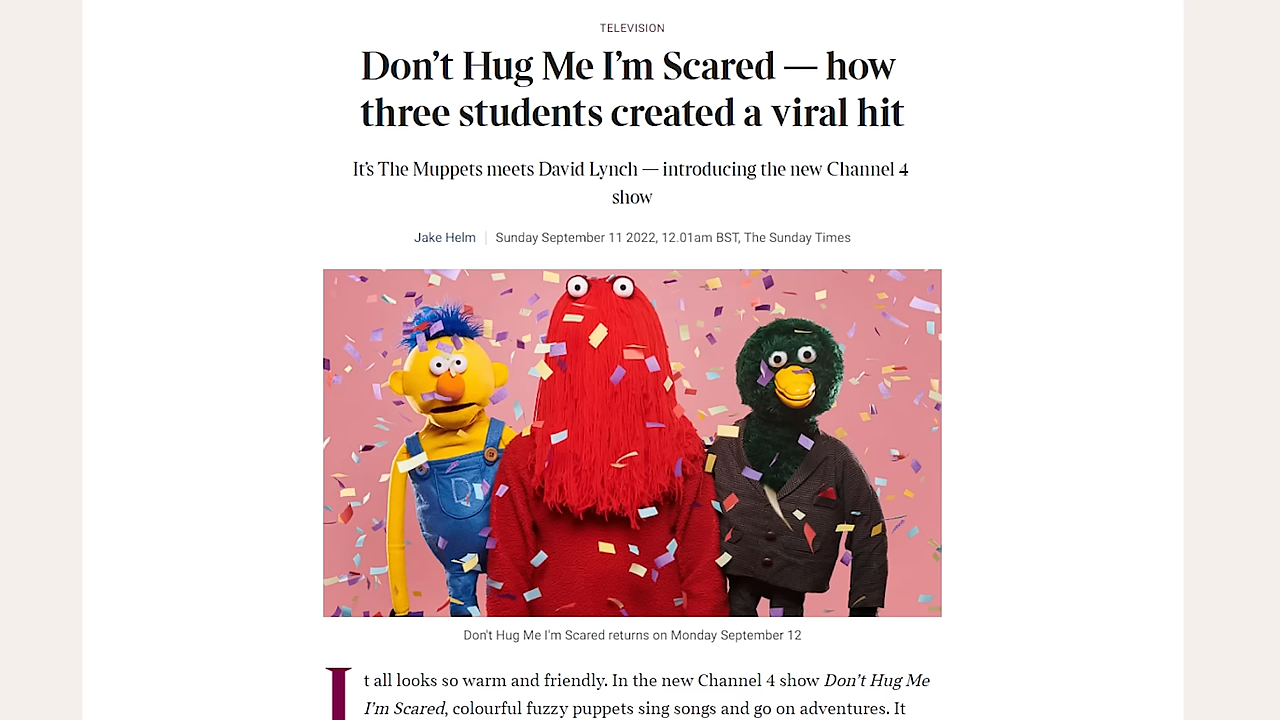 TELEVISION
Don’t Hug Me I’m Scared — how
three students created a viral hit
It’s The Muppets meets David Lynch — introducing the new Channel 4
show
Jake Helm | Sunday September 11 2022, 12.01am BST, The Sunday Times
D
Don't Hug Me I'm Scared returns on Monday September 12
It all looks so warm and friendly. In the new Channel 4 show Don’t Hug Me
I’m Scared, colourful fuzzy puppets sing songs and go on adventures. It